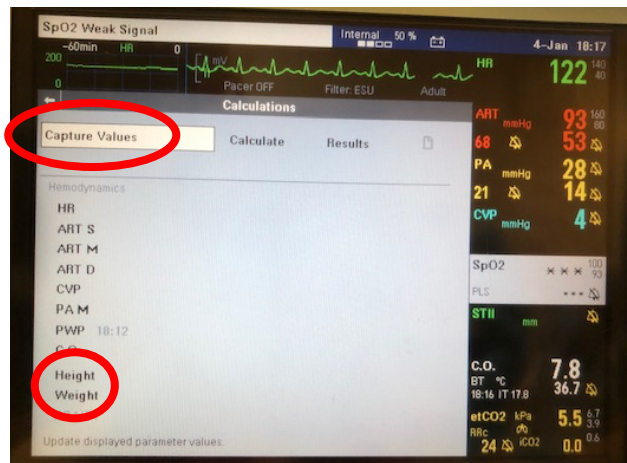 SpO2 Weak Signal
Internal 50 %
4-Jan 18:17
-60min HR 0
200
0
mV
Pacer OFF
Filter: ESU
Adult
HR 122 140 40
Calculations
Capture Values Calculate Results
Hemodynamics
HR
ART S
ART M
ART D
CVP
PA M
PWP 18:12
C.O.
Height
Weight
Update displayed parameter values.
ART mmHg 93 160 80
68 53
PA mmHg 28
21 14
CVP mmHg 4
SpO2 * * * 100 93
PLS ---
STII mm
C.O. 7.8
BT °C 36.7
18:16 IT 17.8
etCO2 kPa 5.5 6.7 3.9
RRc
24 iCO2 0.0 0.6